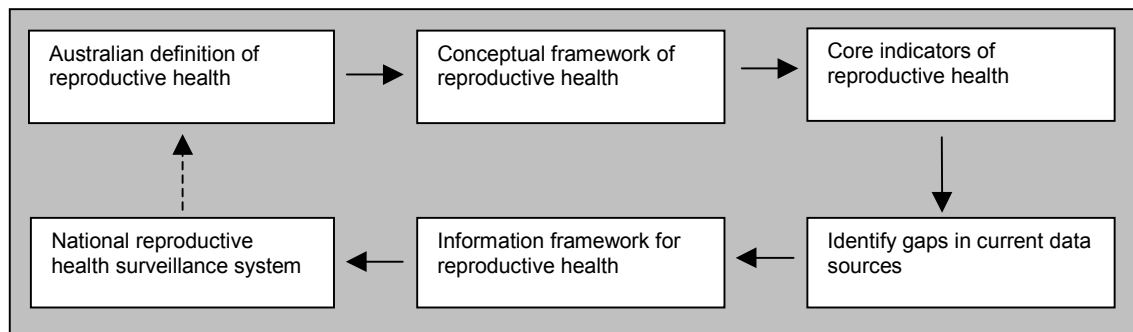 Australian definition of
reproductive health
Conceptual framework of
reproductive health
Core indicators of
reproductive health
National reproductive
health surveillance system
Information framework for
reproductive health
Identify gaps in current data
sources